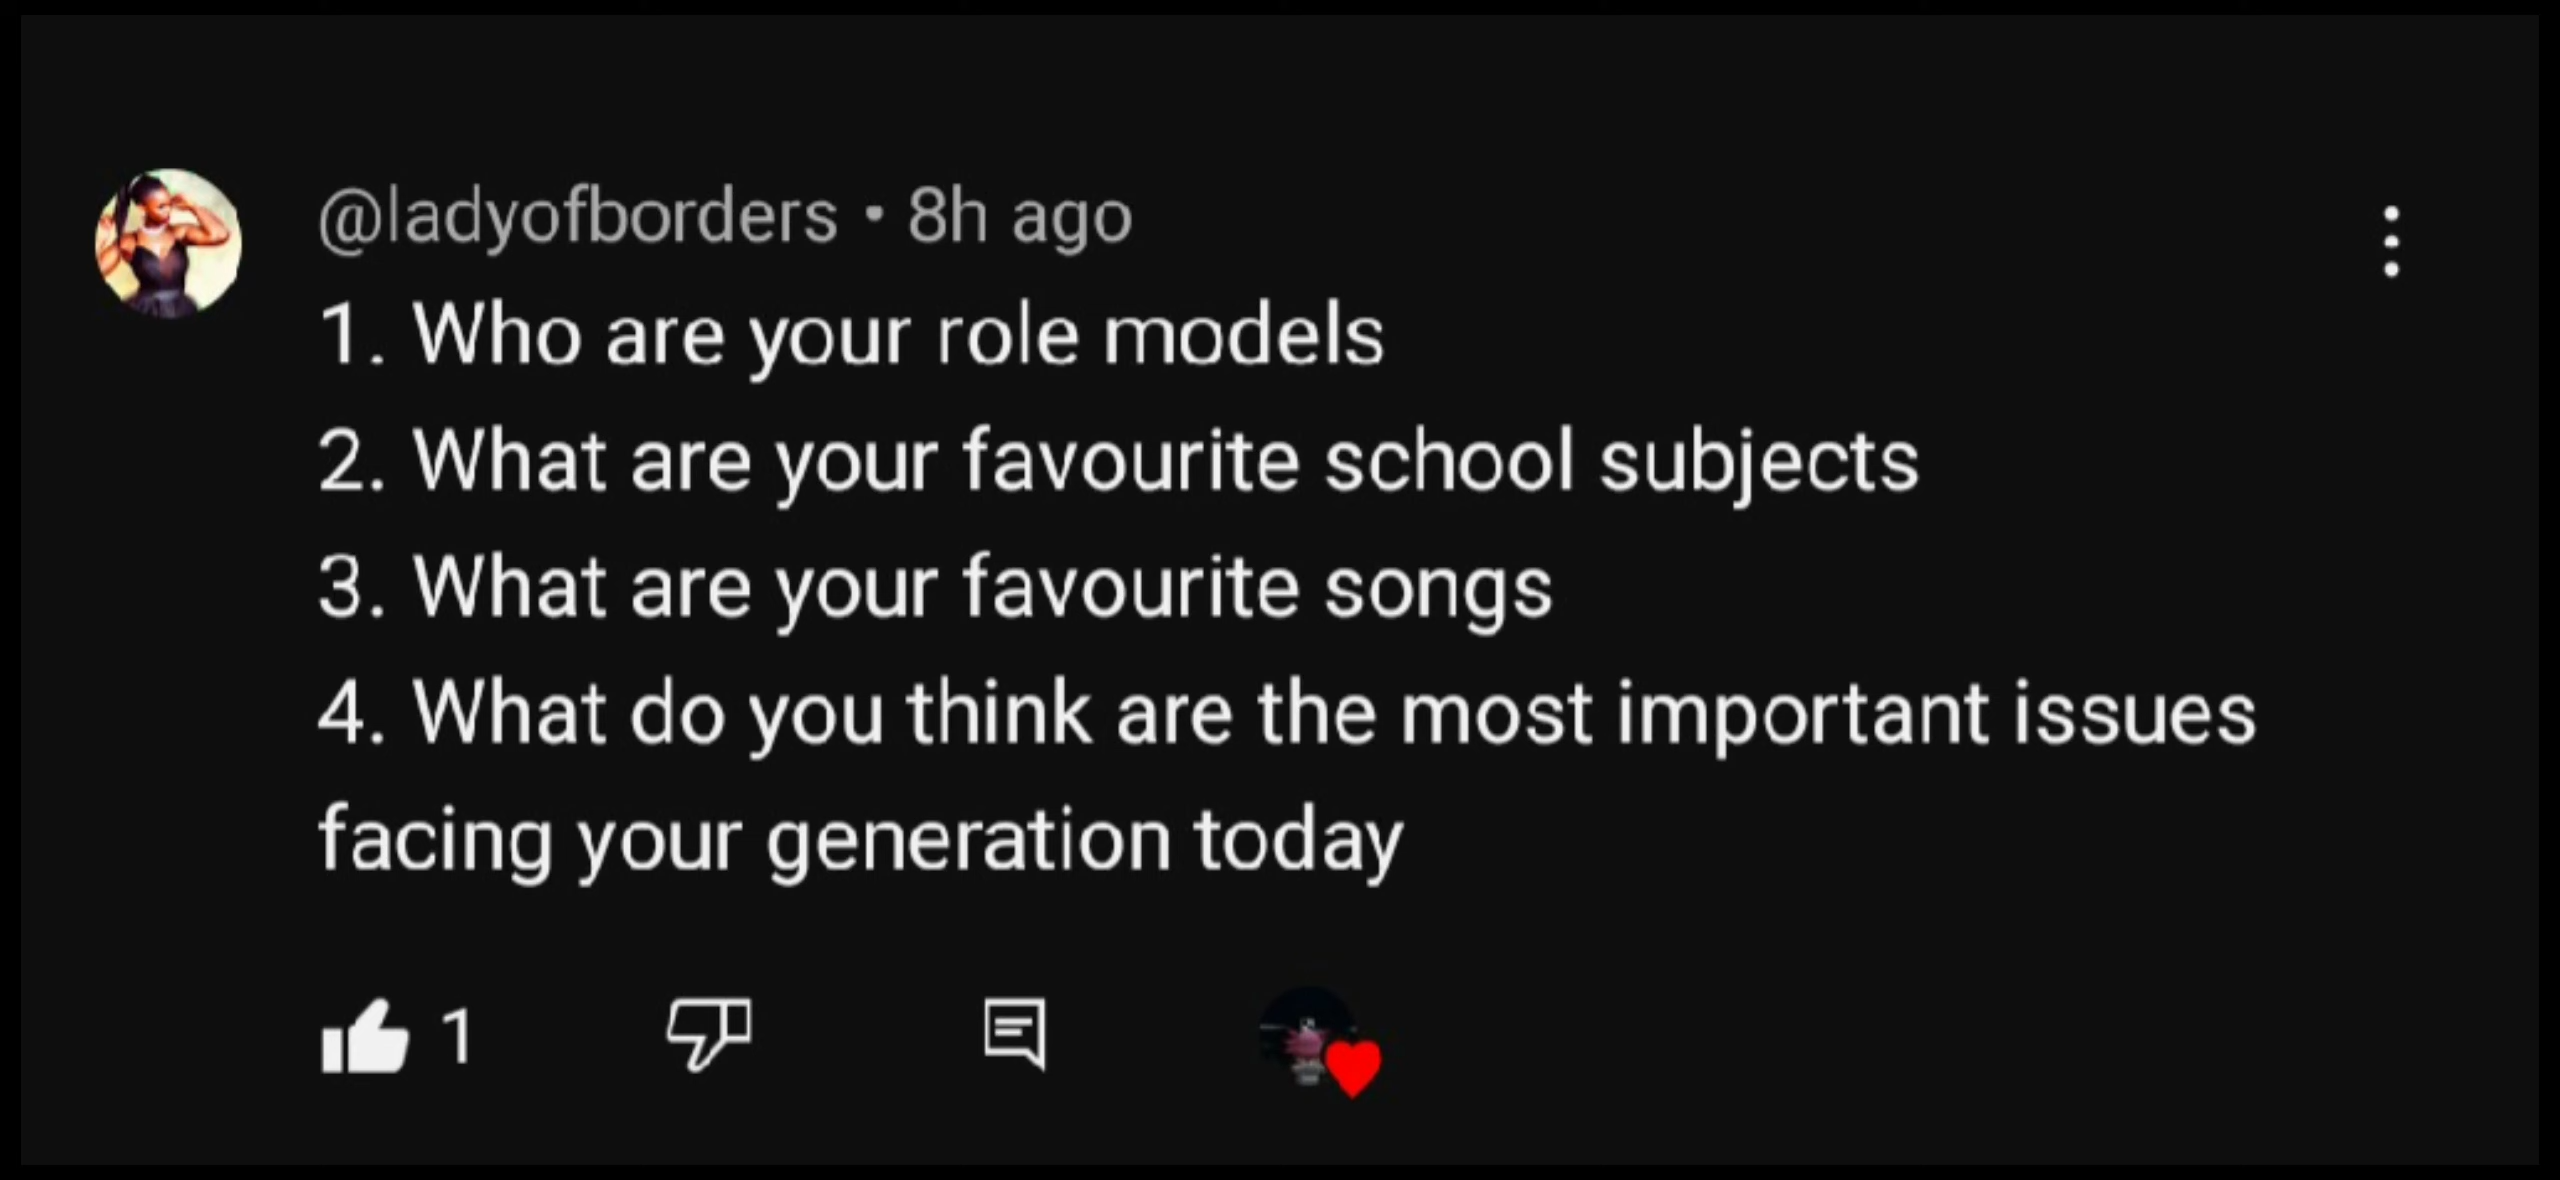 @ladyofborders • 8h ago
1. Who are your role models
2. What are your favourite school subjects
3. What are your favourite songs
4. What do you think are the most important issues
facing your generation today
1